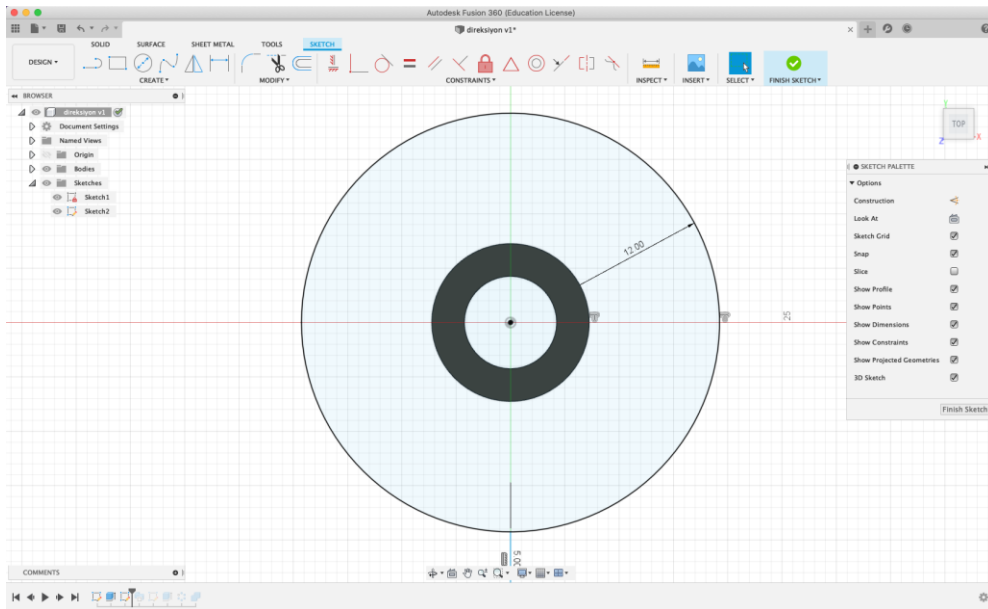 Autodesk Fusion 360 (Education License)
direksiyon v1*
SOLID SURFACE SHEET METAL TOOLS SKETCH
DESIGN
CREATE MODIFY CONSTRAINTS INSPECT INSERT SELECT FINISH SKETCH
BROWSER
direksiyon v1
Document Settings
Named Views
Origin
Bodies
Sketches
Sketch1
Sketch2
12.00
25
5.00
Y
TOP
Z
X
SKETCH PALETTE
Options
Construction
Look At
Sketch Grid
Snap
Slice
Show Profile
Show Points
Show Dimensions
Show Constraints
Show Projected Geometries
3D Sketch
Finish Sketch
COMMENTS